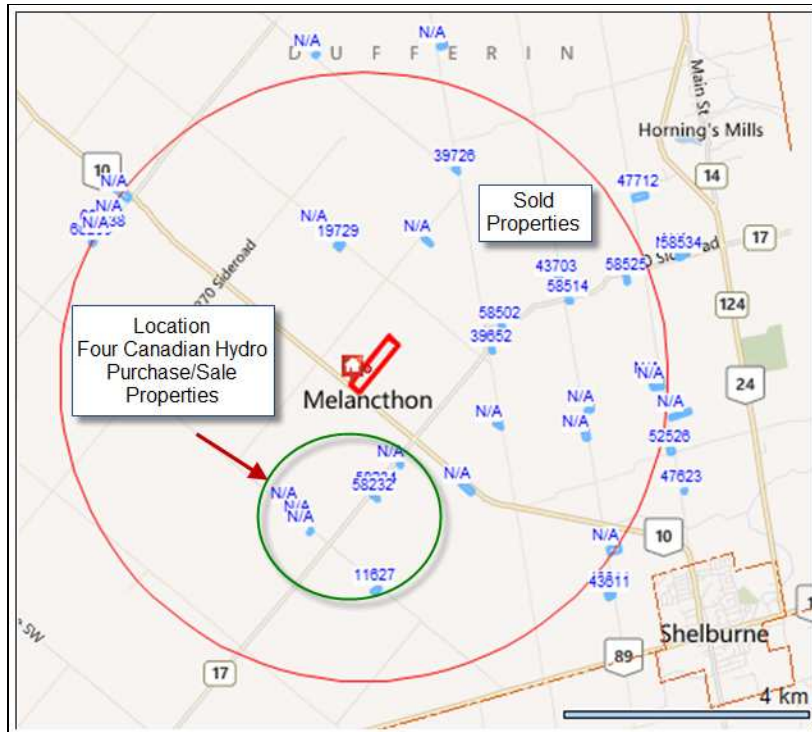 N/A
N/A
D U F F E R I N
Main St
Horning's Mills
39726
10
N/A
47712
14
N/A
N/A
Sold
Properties
N/A
19729
N/A
17
58534
43703
58525
58514
270 Sideroad
124
Location
Four Canadian Hydro
Purchase/Sale
Properties
58502
39652
Melancthon
24
N/A
N/A
N/A
N/A
52526
N/A
N/A
58232
47623
N/A
N/A
N/A
N/A
10
11627
43611
Shelburne
SW
17
89
4 km